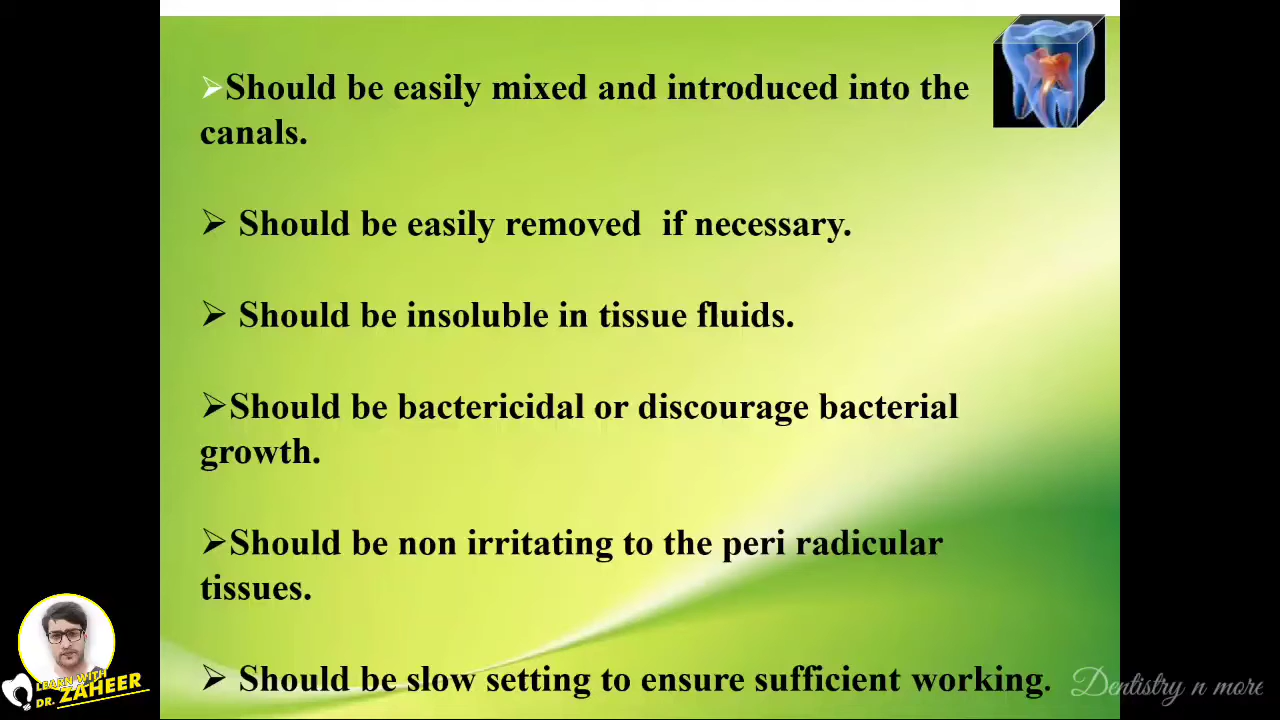 ➢Should be easily mixed and introduced into the
canals.
➢ Should be easily removed  if necessary.
➢ Should be insoluble in tissue fluids.
➢Should be bactericidal or discourage bacterial
growth.
➢Should be non irritating to the peri radicular
tissues.
➢ Should be slow setting to ensure sufficient working.
LEARN WITH
DR. ZAHEER
Dentistry n more